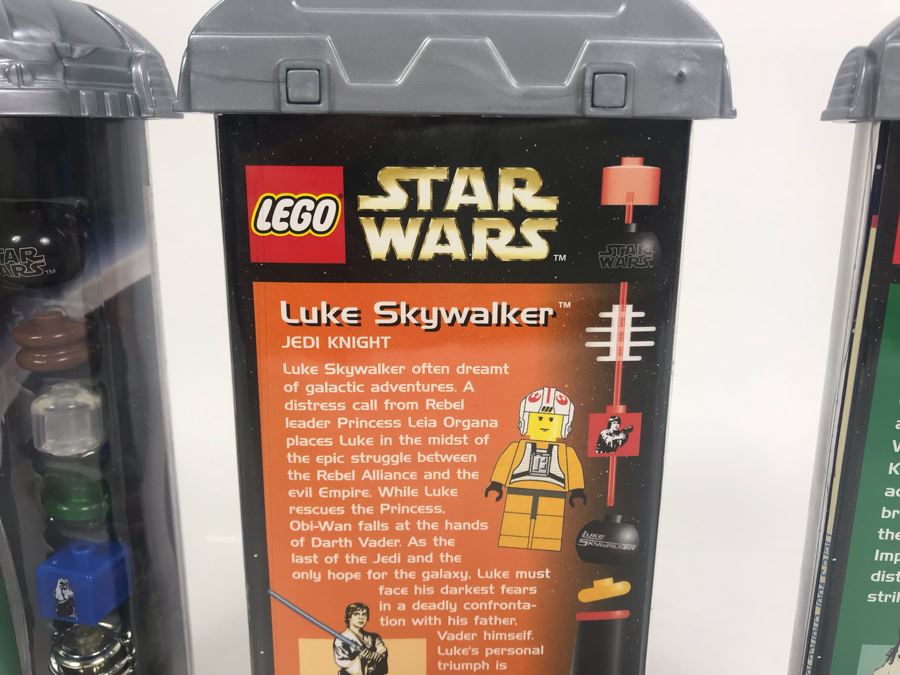 LEGO
STAR
WARS™
STAR
WARS
Luke Skywalker™
JEDI KNIGHT
Luke Skywalker often dreamt
of galactic adventures. A
distress call from Rebel
leader Princess Leia Organa
places Luke in the midst of
the epic struggle between
the Rebel Alliance and the
evil Empire. While Luke
rescues the Princess,
Obi-Wan falls at the hands
of Darth Vader. As the
last of the Jedi and the
only hope for the galaxy, Luke must
face his darkest fears
in a deadly confronta-
tion with his father,
Vader himself.
Luke's personal
triumph is
LUKE
SKYWALKER